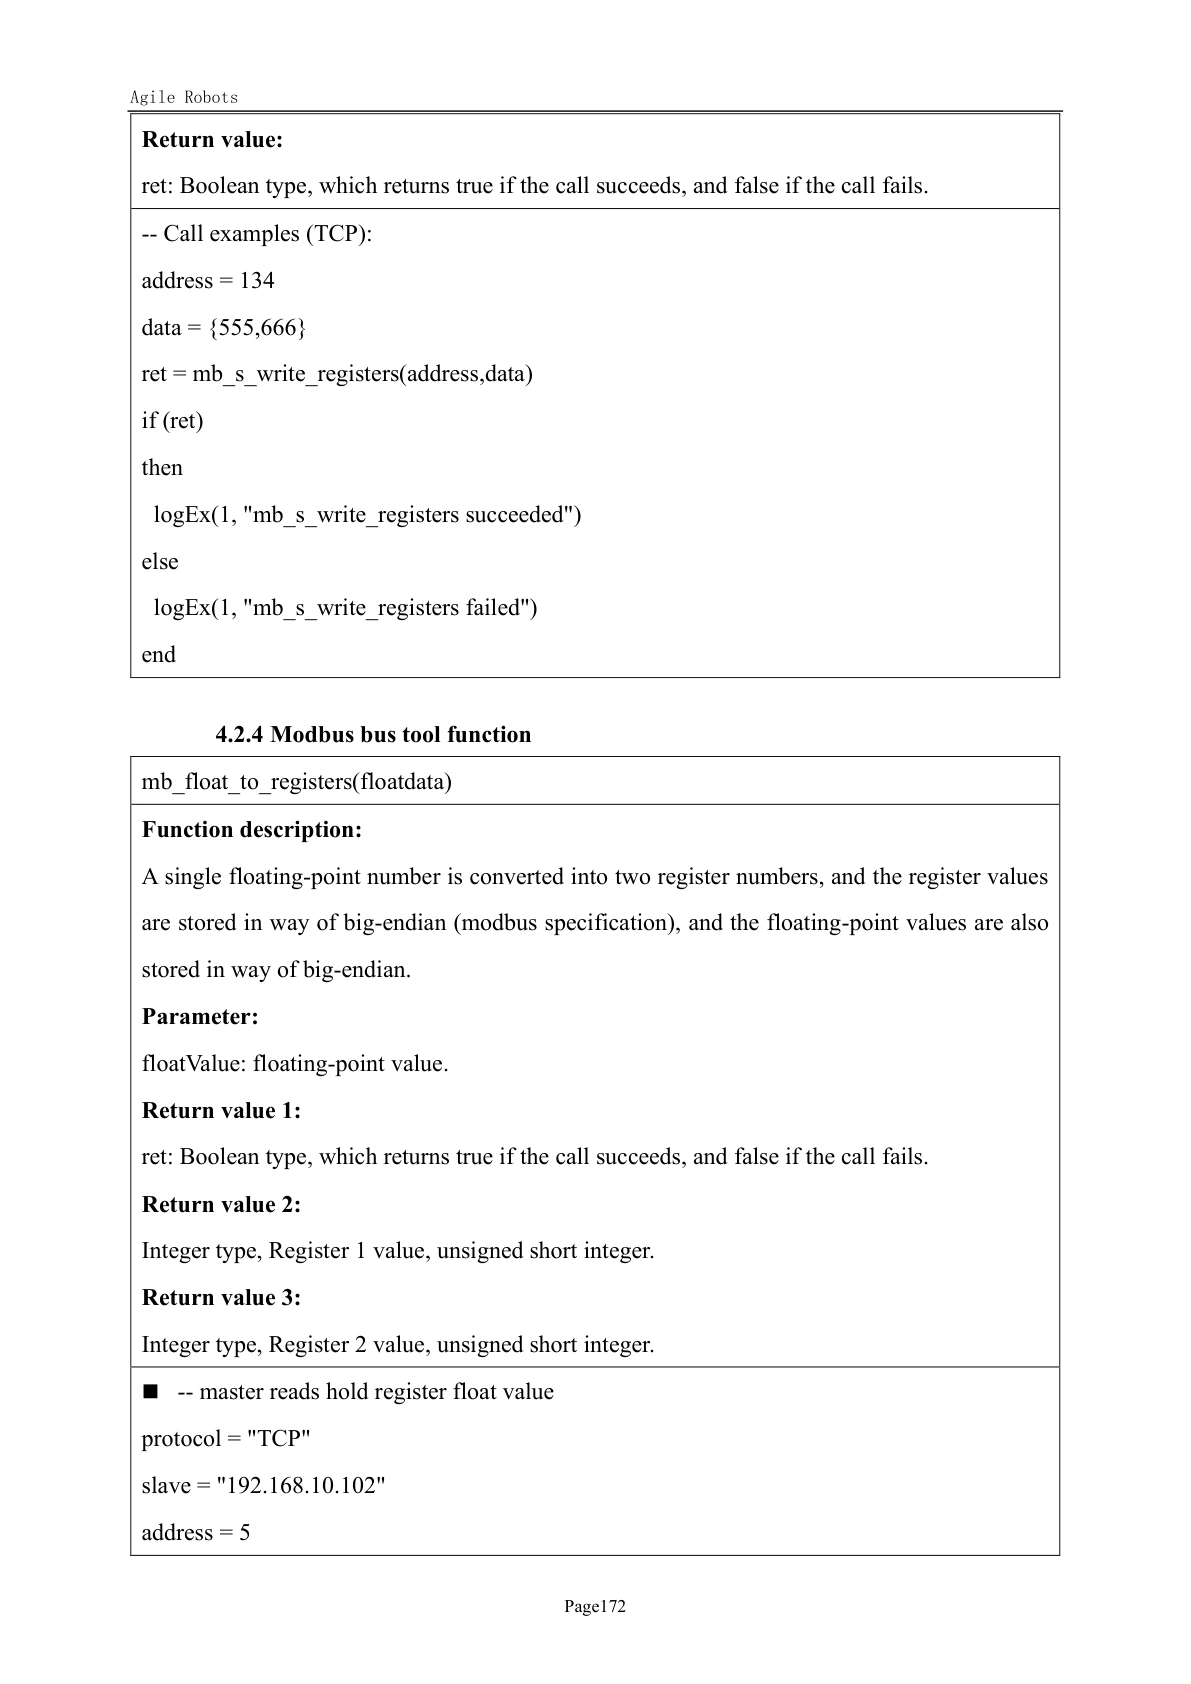 Agile Robots
Return value:
ret: Boolean type, which returns true if the call succeeds, and false if the call fails.
-- Call examples (TCP):
address = 134
data = {555,666}
ret = mb_s_write_registers(address,data)
if (ret)
then
logEx(1, "mb_s_write_registers succeeded")
else
logEx(1, "mb_s_write_registers failed")
end
4.2.4 Modbus bus tool function
mb_float_to_registers(floatdata)
Function description:
A single floating-point number is converted into two register numbers, and the register values
are stored in way of big-endian (modbus specification), and the floating-point values are also
stored in way of big-endian.
Parameter:
floatValue: floating-point value.
Return value 1:
ret: Boolean type, which returns true if the call succeeds, and false if the call fails.
Return value 2:
Integer type, Register 1 value, unsigned short integer.
Return value 3:
Integer type, Register 2 value, unsigned short integer.
■ -- master reads hold register float value
protocol = "TCP"
slave = "192.168.10.102"
address = 5
Page172